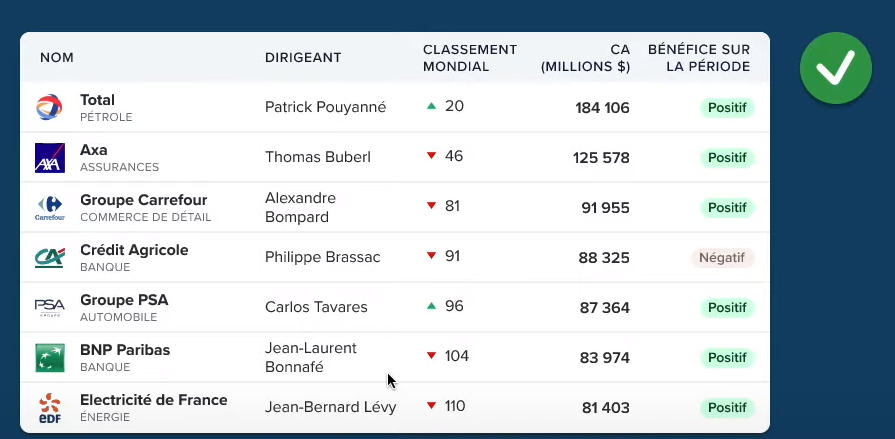 NOM DIRIGEANT CLASSEMENT MONDIAL CA (MILLIONS $) BÉNÉFICE SUR LA PÉRIODE
Total Patrick Pouyanné 20 184 106 Positif
PÉTROLE
AXA Axa Thomas Buberl 46 125 578 Positif
ASSURANCES
Groupe Carrefour Alexandre Bompard 81 91 955 Positif
Carrefour COMMERCE DE DÉTAIL
CA Crédit Agricole Philippe Brassac 91 88 325 Négatif
BANQUE
PSA Groupe PSA Carlos Tavares 96 87 364 Positif
GROUPE AUTOMOBILE
BNP Paribas Jean-Laurent Bonnafé 104 83 974 Positif
BANQUE
Electricité de France Jean-Bernard Lévy 110 81 403 Positif
eDF ÉNERGIE